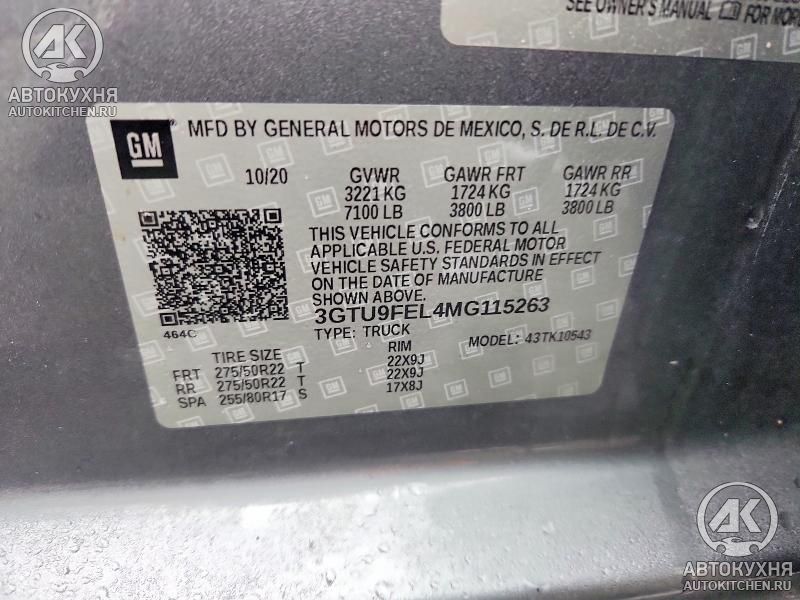 SEE OWNER'S MANUAL FOR MORE
AK
АВТОКУХНЯ
AUTOKITCHEN.RU
GM
MFD BY GENERAL MOTORS DE MEXICO, S. DE R.L. DE C.V.
10/20 GVWR GAWR FRT GAWR RR
3221 KG 1724 KG 1724 KG
7100 LB 3800 LB 3800 LB
THIS VEHICLE CONFORMS TO ALL
APPLICABLE U.S. FEDERAL MOTOR
VEHICLE SAFETY STANDARDS IN EFFECT
ON THE DATE OF MANUFACTURE
SHOWN ABOVE.
3GTU9FEL4MG115263
464C TYPE: TRUCK MODEL: 43TK10543
TIRE SIZE RIM
FRT 275/50R22 T 22X9J
RR 275/50R22 T 22X9J
SPA 255/80R17 S 17X8J
AK
АВТОКУХНЯ
AUTOKITCHEN.RU